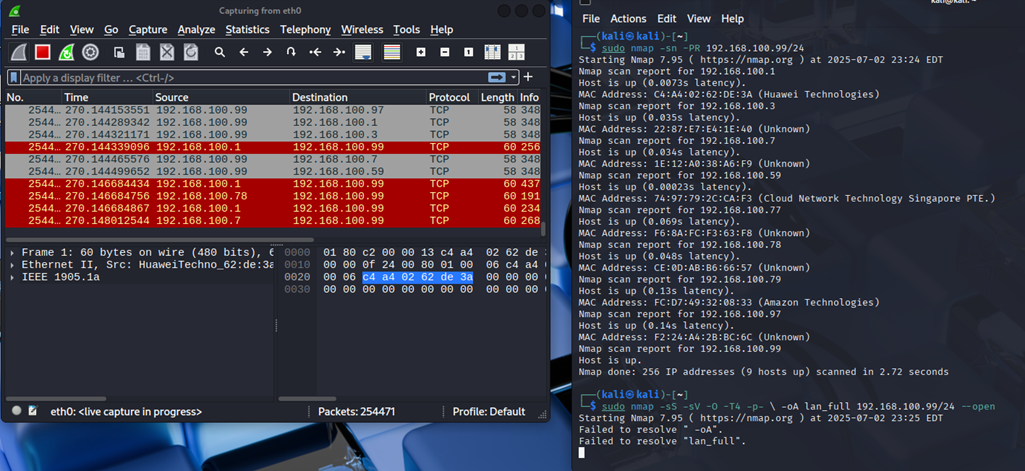 Capturing from eth0
File Edit View Go Capture Analyze Statistics Telephony Wireless Tools Help
Apply a display filter ... <Ctrl-/>
No. Time Source Destination Protocol Length Info
2544… 270.144153551 192.168.100.99 192.168.100.97 TCP 58 348
2544… 270.144289342 192.168.100.99 192.168.100.1 TCP 58 348
2544… 270.144321171 192.168.100.99 192.168.100.3 TCP 58 348
2544… 270.144339096 192.168.100.1 192.168.100.99 TCP 60 256
2544… 270.144465576 192.168.100.99 192.168.100.7 TCP 58 348
2544… 270.144499652 192.168.100.99 192.168.100.59 TCP 58 348
2544… 270.146684434 192.168.100.1 192.168.100.99 TCP 60 437
2544… 270.146684756 192.168.100.78 192.168.100.99 TCP 60 191
2544… 270.146684867 192.168.100.1 192.168.100.99 TCP 60 234
2544… 270.148012544 192.168.100.7 192.168.100.99 TCP 60 268
Frame 1: 60 bytes on wire (480 bits), 6
Ethernet II, Src: HuaweiTechno_62:de:3a
IEEE 1905.1a
0000 01 80 c2 00 00 13 c4 a4 02 62 de
0010 00 00 0f 24 00 80 01 00 06 c4 a4
0020 00 06 c4 a4 02 62 de 3a 00 00 00
0030 00 00 00 00 00 00 00 00 00 00 00
eth0: <live capture in progress>
Packets: 254471
Profile: Default
kali@kali: ~
File Actions Edit View Help
(kali㉿kali)-[~]
$ sudo nmap -sn -PR 192.168.100.99/24
Starting Nmap 7.95 ( https://nmap.org ) at 2025-07-02 23:24 EDT
Nmap scan report for 192.168.100.1
Host is up (0.0073s latency).
MAC Address: C4:A4:02:62:DE:3A (Huawei Technologies)
Nmap scan report for 192.168.100.3
Host is up (0.035s latency).
MAC Address: 22:87:E7:E4:1E:40 (Unknown)
Nmap scan report for 192.168.100.7
Host is up (0.034s latency).
MAC Address: 1E:12:A0:38:A6:F9 (Unknown)
Nmap scan report for 192.168.100.59
Host is up (0.00023s latency).
MAC Address: 74:97:79:2C:CA:F3 (Cloud Network Technology Singapore PTE.)
Nmap scan report for 192.168.100.77
Host is up (0.069s latency).
MAC Address: F6:8A:FC:F3:63:F8 (Unknown)
Nmap scan report for 192.168.100.78
Host is up (0.048s latency).
MAC Address: CE:0D:AB:B6:66:57 (Unknown)
Nmap scan report for 192.168.100.79
Host is up (0.13s latency).
MAC Address: FC:D7:49:32:08:33 (Amazon Technologies)
Nmap scan report for 192.168.100.97
Host is up (0.14s latency).
MAC Address: F2:24:A4:2B:BC:6C (Unknown)
Nmap scan report for 192.168.100.99
Host is up.
Nmap done: 256 IP addresses (9 hosts up) scanned in 2.72 seconds
(kali㉿kali)-[~]
$ sudo nmap -sS -sV -O -T4 -p- \ -oA lan_full 192.168.100.99/24 --open
Starting Nmap 7.95 ( https://nmap.org ) at 2025-07-02 23:25 EDT
Failed to resolve " -oA".
Failed to resolve "lan_full".